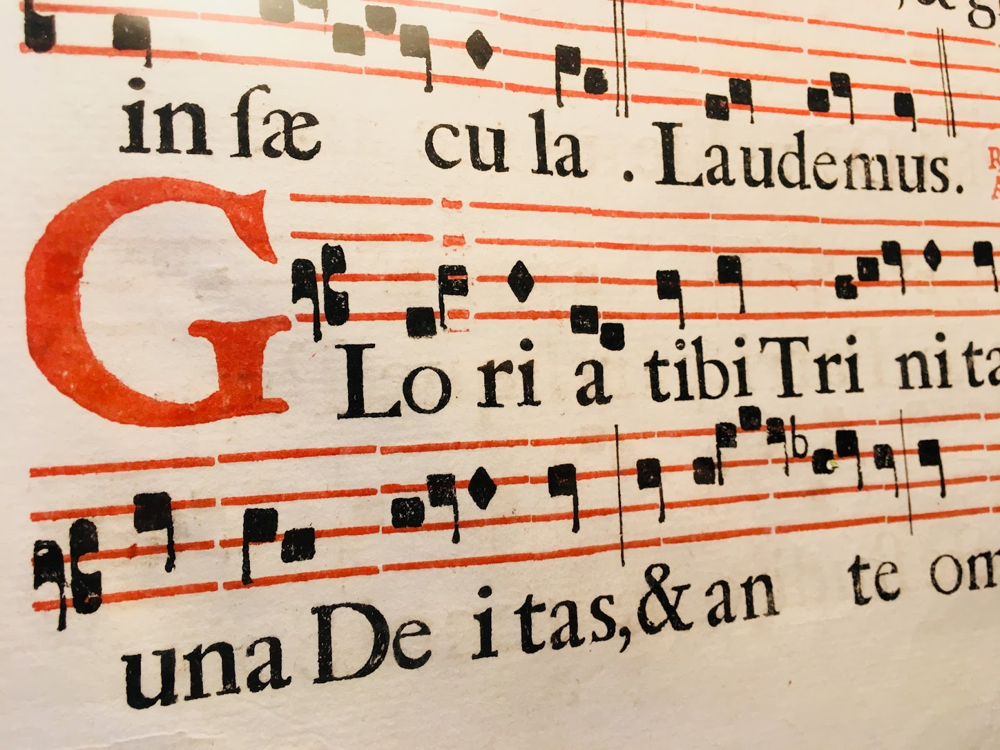 , & g
in ſæ cu la . Laudemus.
GLo ri a tibi Tri ni ta
una De i tas, & an te om